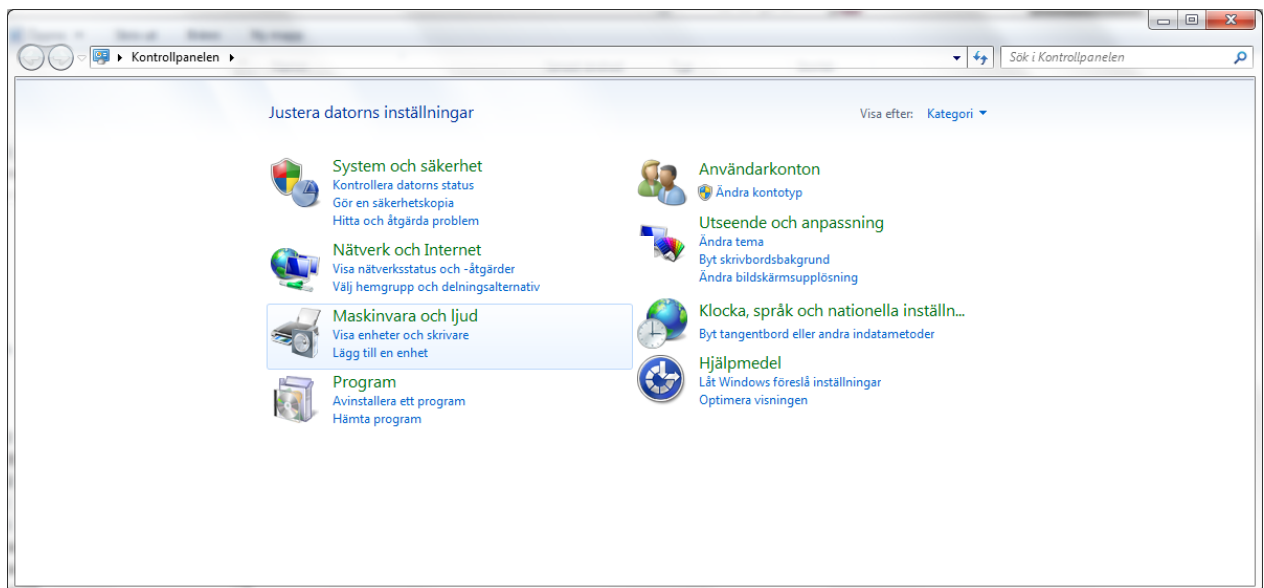 Kontrollpanelen
Sök i Kontrollpanelen
Justera datorns inställningar
Visa efter: Kategori
System och säkerhet
Kontrollera datorns status
Gör en säkerhetskopia
Hitta och åtgärda problem
Nätverk och Internet
Visa nätverksstatus och -åtgärder
Välj hemgrupp och delningsalternativ
Maskinvara och ljud
Visa enheter och skrivare
Lägg till en enhet
Program
Avinstallera ett program
Hämta program
Användarkonton
Ändra kontotyp
Utseende och anpassning
Ändra tema
Byt skrivbordsbakgrund
Ändra bildskärmsupplösning
Klocka, språk och nationella inställn...
Byt tangentbord eller andra indatametoder
Hjälpmedel
Låt Windows föreslå inställningar
Optimera visningen